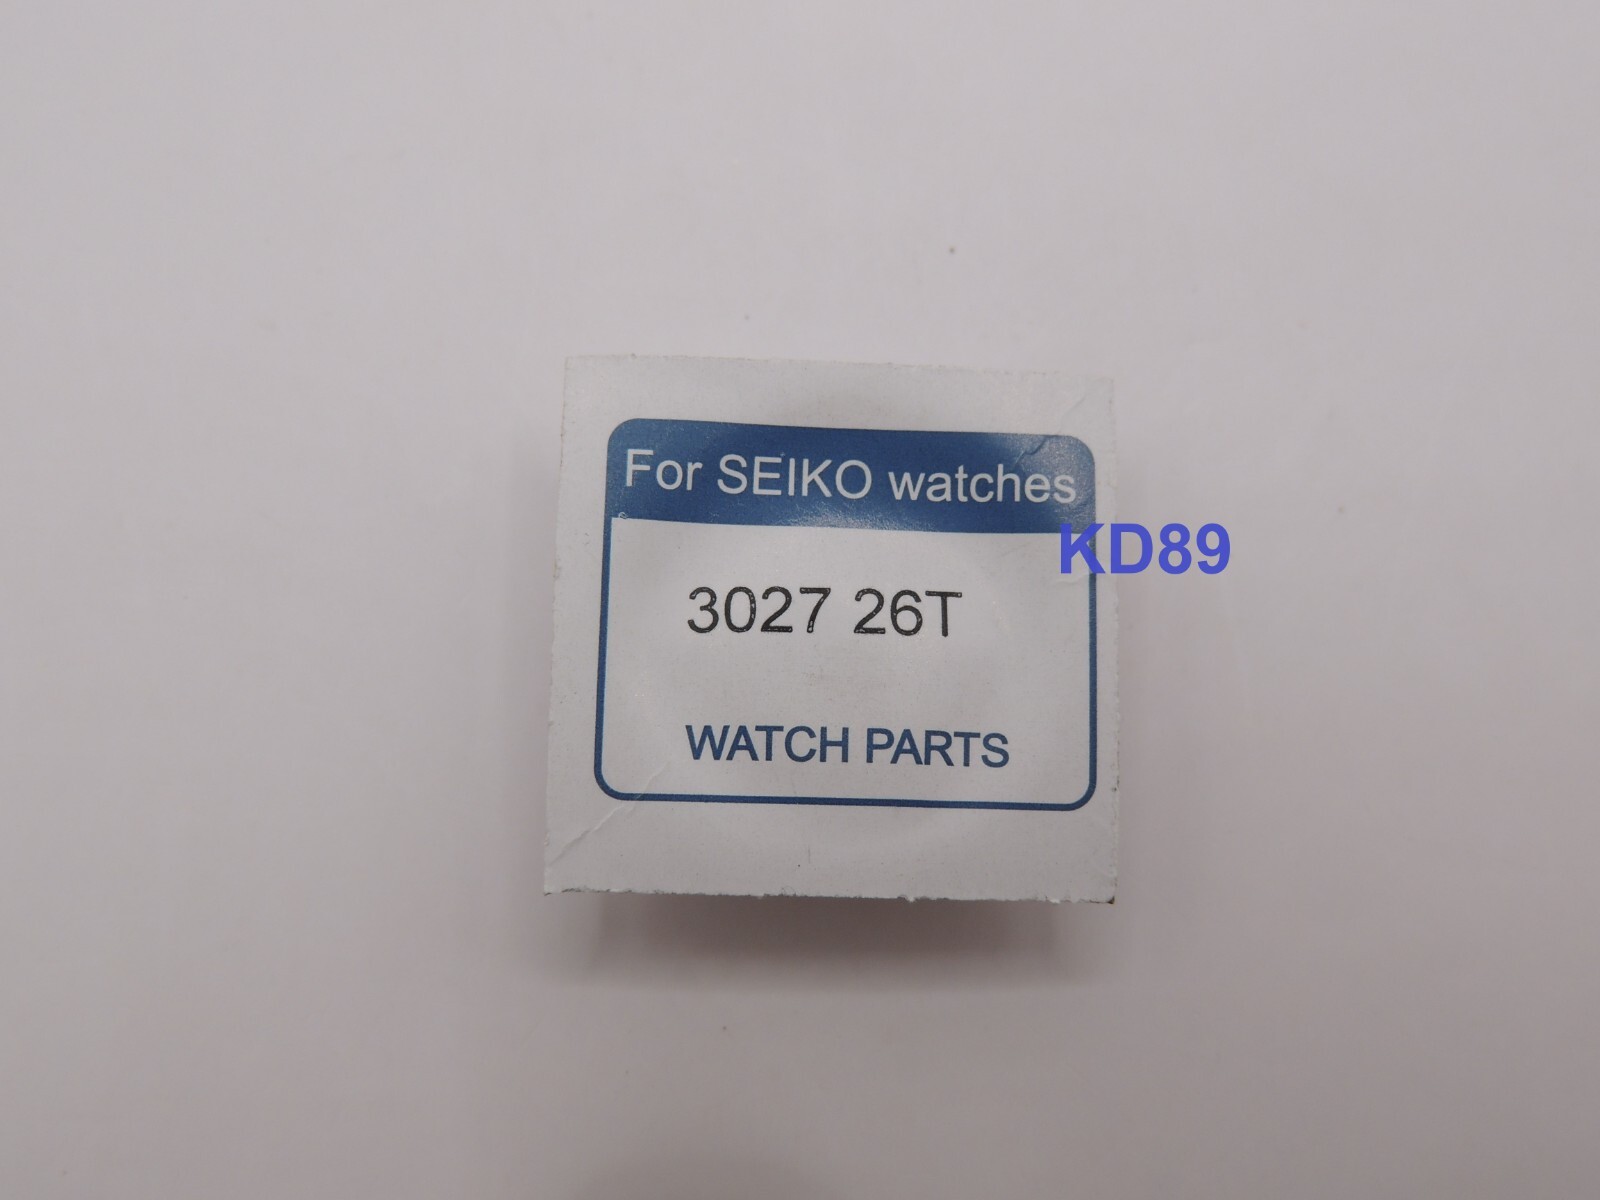 For SEIKO watches
KD89
3027 26T
WATCH PARTS